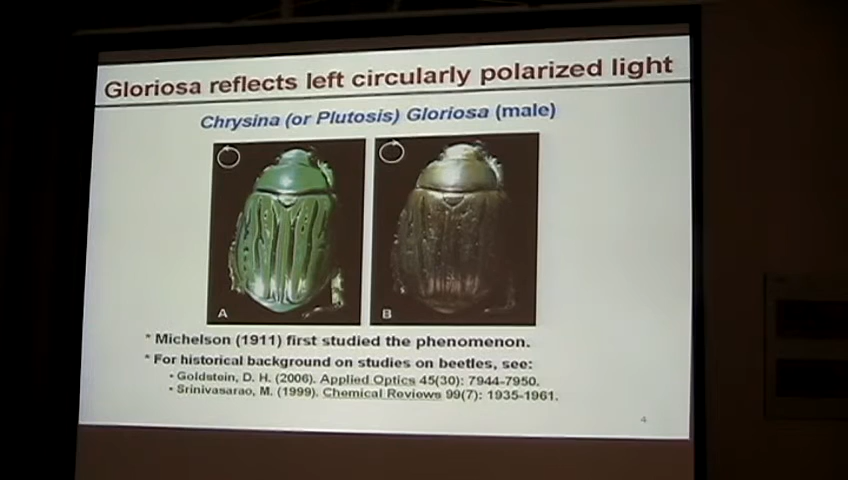 Gloriosa reflects left circularly polarized light
Chrysina (or Plutosis) Gloriosa (male)
A B
* Michelson (1911) first studied the phenomenon.
* For historical background on studies on beetles, see:
• Goldstein, D. H. (2006). Applied Optics 45(30): 7944-7950.
• Srinivasarao, M. (1999). Chemical Reviews 99(7): 1935-1961.
4